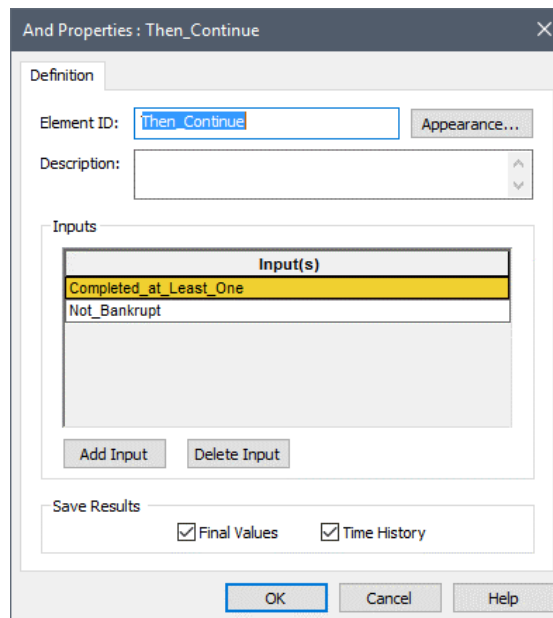 And Properties : Then_Continue
Definition
Element ID: Then_Continue Appearance...
Description:
Inputs
Input(s)
Completed_at_Least_One
Not_Bankrupt
Add Input Delete Input
Save Results
Final Values Time History
OK Cancel Help